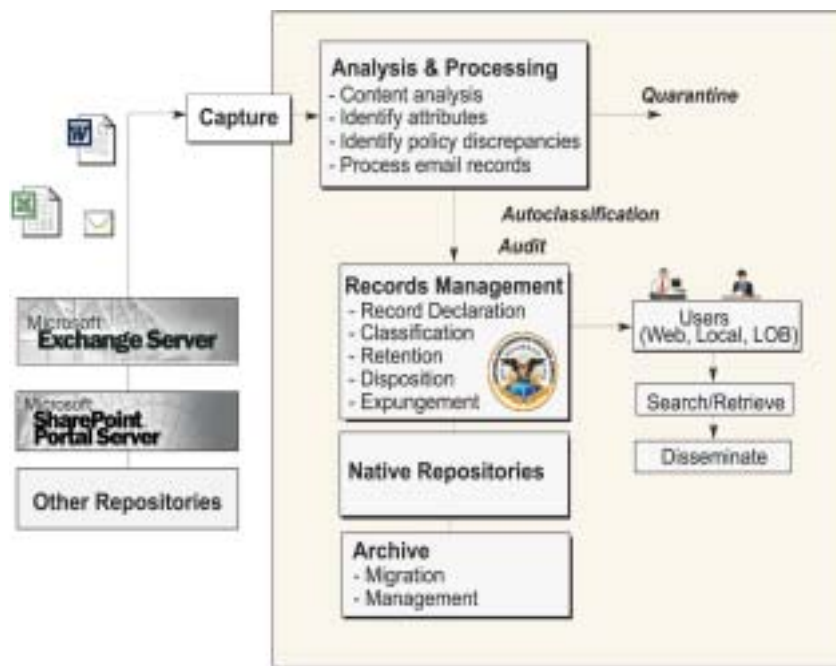 Analysis & Processing
- Content analysis
- Identify attributes
- Identify policy discrepancies
- Process email records
Quarantine
Capture
Autoclassification
Audit
Records Management
- Record Declaration
- Classification
- Retention
- Disposition
- Expungement
Users
(Web, Local, LOB)
Search/Retrieve
Disseminate
Microsoft
Exchange Server
Microsoft
SharePoint
Portal Server
Other Repositories
Native Repositories
Archive
- Migration
- Management